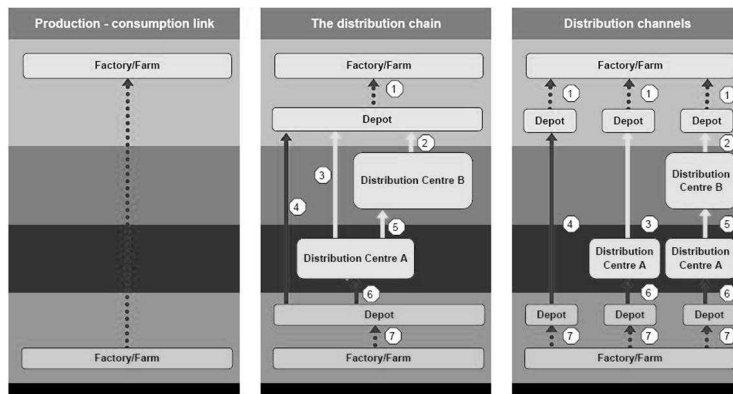 Production - consumption link
Factory/Farm
Factory/Farm
The distribution chain
Factory/Farm
1
Depot
2
Distribution Centre B
3
4
5
Distribution Centre A
6
Depot
7
Factory/Farm
Distribution channels
Factory/Farm
1 1 1
Depot Depot Depot
2
Distribution
Centre B
4 3 5
Distribution Distribution
Centre A Centre A
6 6
Depot Depot Depot
7 7 7
Factory/Farm